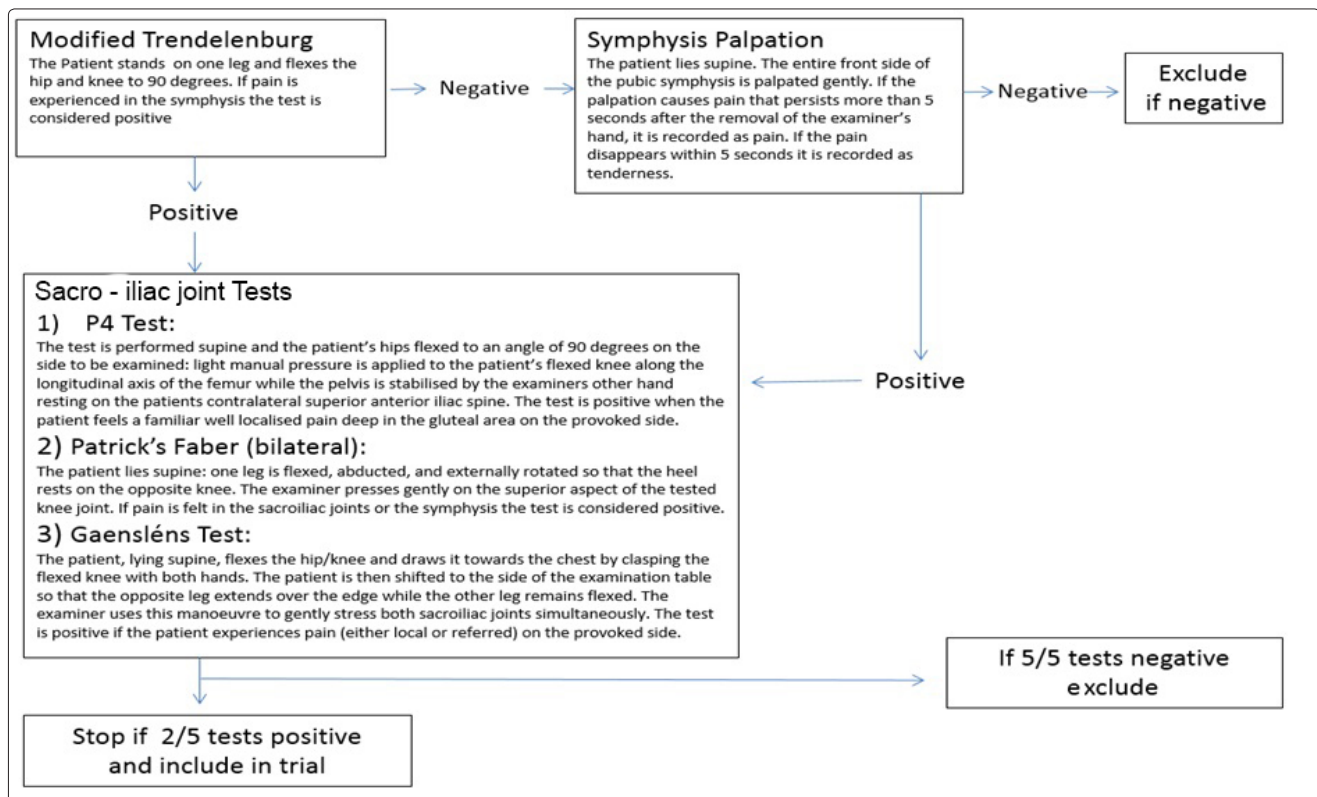 Modified Trendelenburg
The Patient stands on one leg and flexes the
hip and knee to 90 degrees. If pain is
experienced in the symphysis the test is
considered positive
Negative
Symphysis Palpation
The patient lies supine. The entire front side of
the pubic symphysis is palpated gently. If the
palpation causes pain that persists more than 5
seconds after the removal of the examiner's
hand, it is recorded as pain. If the pain
disappears within 5 seconds it is recorded as
tenderness.
Negative
Exclude
if negative
Positive
Sacro - iliac joint Tests
1) P4 Test:
The test is performed supine and the patient's hips flexed to an angle of 90 degrees on the
side to be examined: light manual pressure is applied to the patient's flexed knee along the
longitudinal axis of the femur while the pelvis is stabilised by the examiners other hand
resting on the patients contralateral superior anterior iliac spine. The test is positive when the
patient feels a familiar well localised pain deep in the gluteal area on the provoked side.
2) Patrick's Faber (bilateral):
The patient lies supine: one leg is flexed, abducted, and externally rotated so that the heel
rests on the opposite knee. The examiner presses gently on the superior aspect of the tested
knee joint. If pain is felt in the sacroiliac joints or the symphysis the test is considered positive.
3) Gaensléns Test:
The patient, lying supine, flexes the hip/knee and draws it towards the chest by clasping the
flexed knee with both hands. The patient is then shifted to the side of the examination table
so that the opposite leg extends over the edge while the other leg remains flexed. The
examiner uses this manoeuvre to gently stress both sacroiliac joints simultaneously. The test
is positive if the patient experiences pain (either local or referred) on the provoked side.
Positive
If 5/5 tests negative
exclude
Stop if 2/5 tests positive
and include in trial